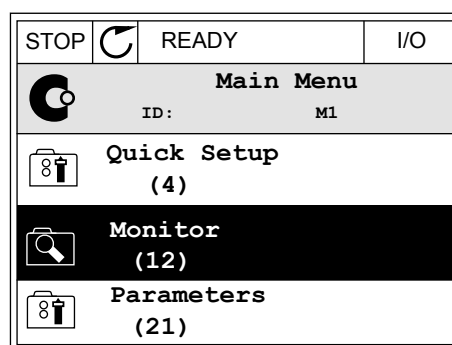 STOP READY I/O
Main Menu
ID: M1
Quick Setup
(4)
Monitor
(12)
Parameters
(21)